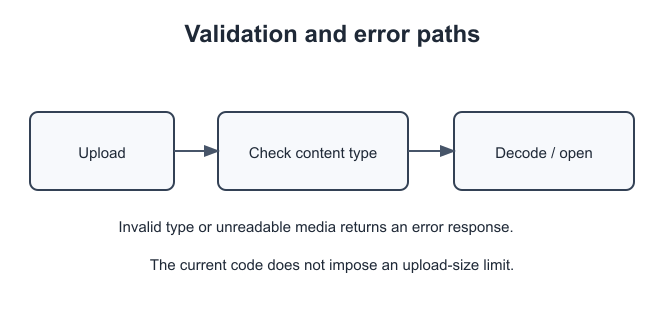 Validation and error paths
Upload
Check content type
Decode / open
Invalid type or unreadable media returns an error response.
The current code does not impose an upload-size limit.